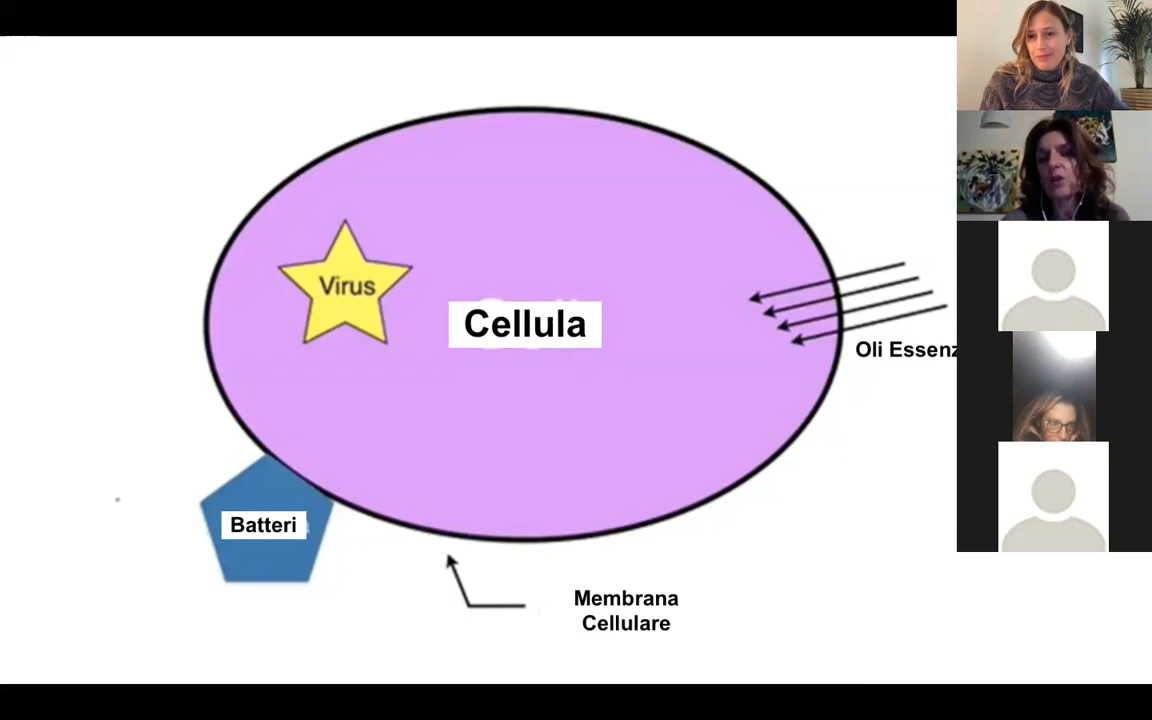 Virus
Cellula
Oli Essenz
Batteri
Membrana
Cellulare